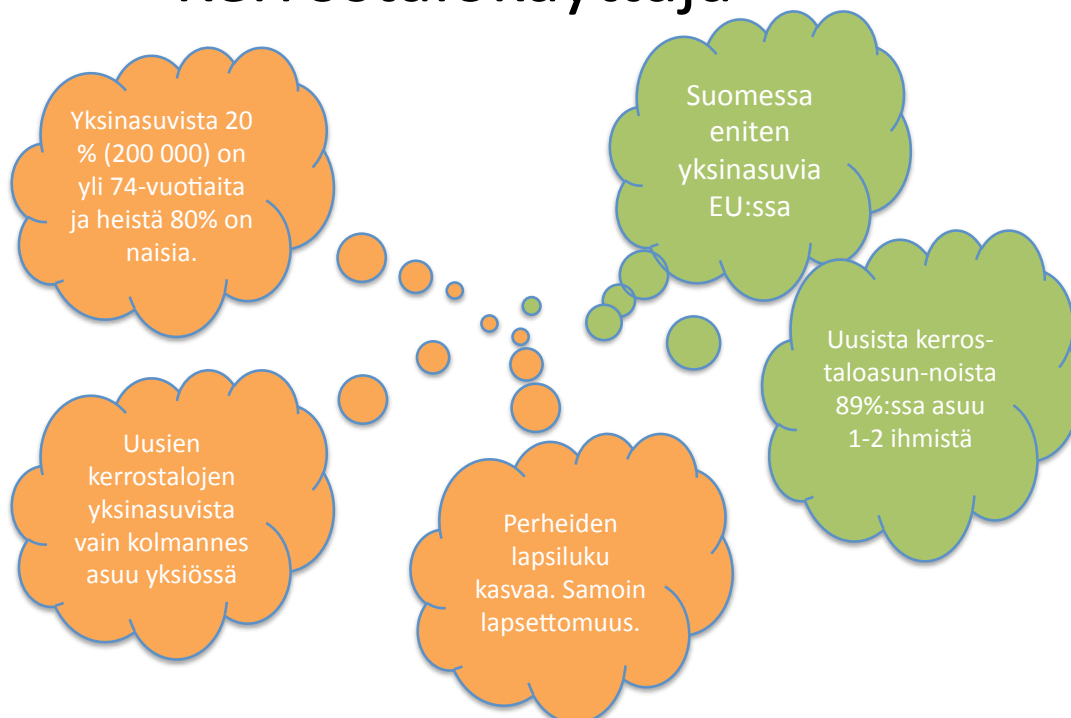 Kerrostalokäyttäjä
Yksinasuvista 20
% (200 000) on
yli 74-vuotiaita
ja heistä 80% on
naisia.
Suomessa
eniten
yksinasuvia
EU:ssa
Uusista kerros-
taloasun-noista
89%:ssa asuu
1-2 ihmistä
Uusien
kerrostalojen
yksinasuvista
vain kolmannes
asuu yksiössä
Perheiden
lapsiluku
kasvaa. Samoin
lapsettomuus.